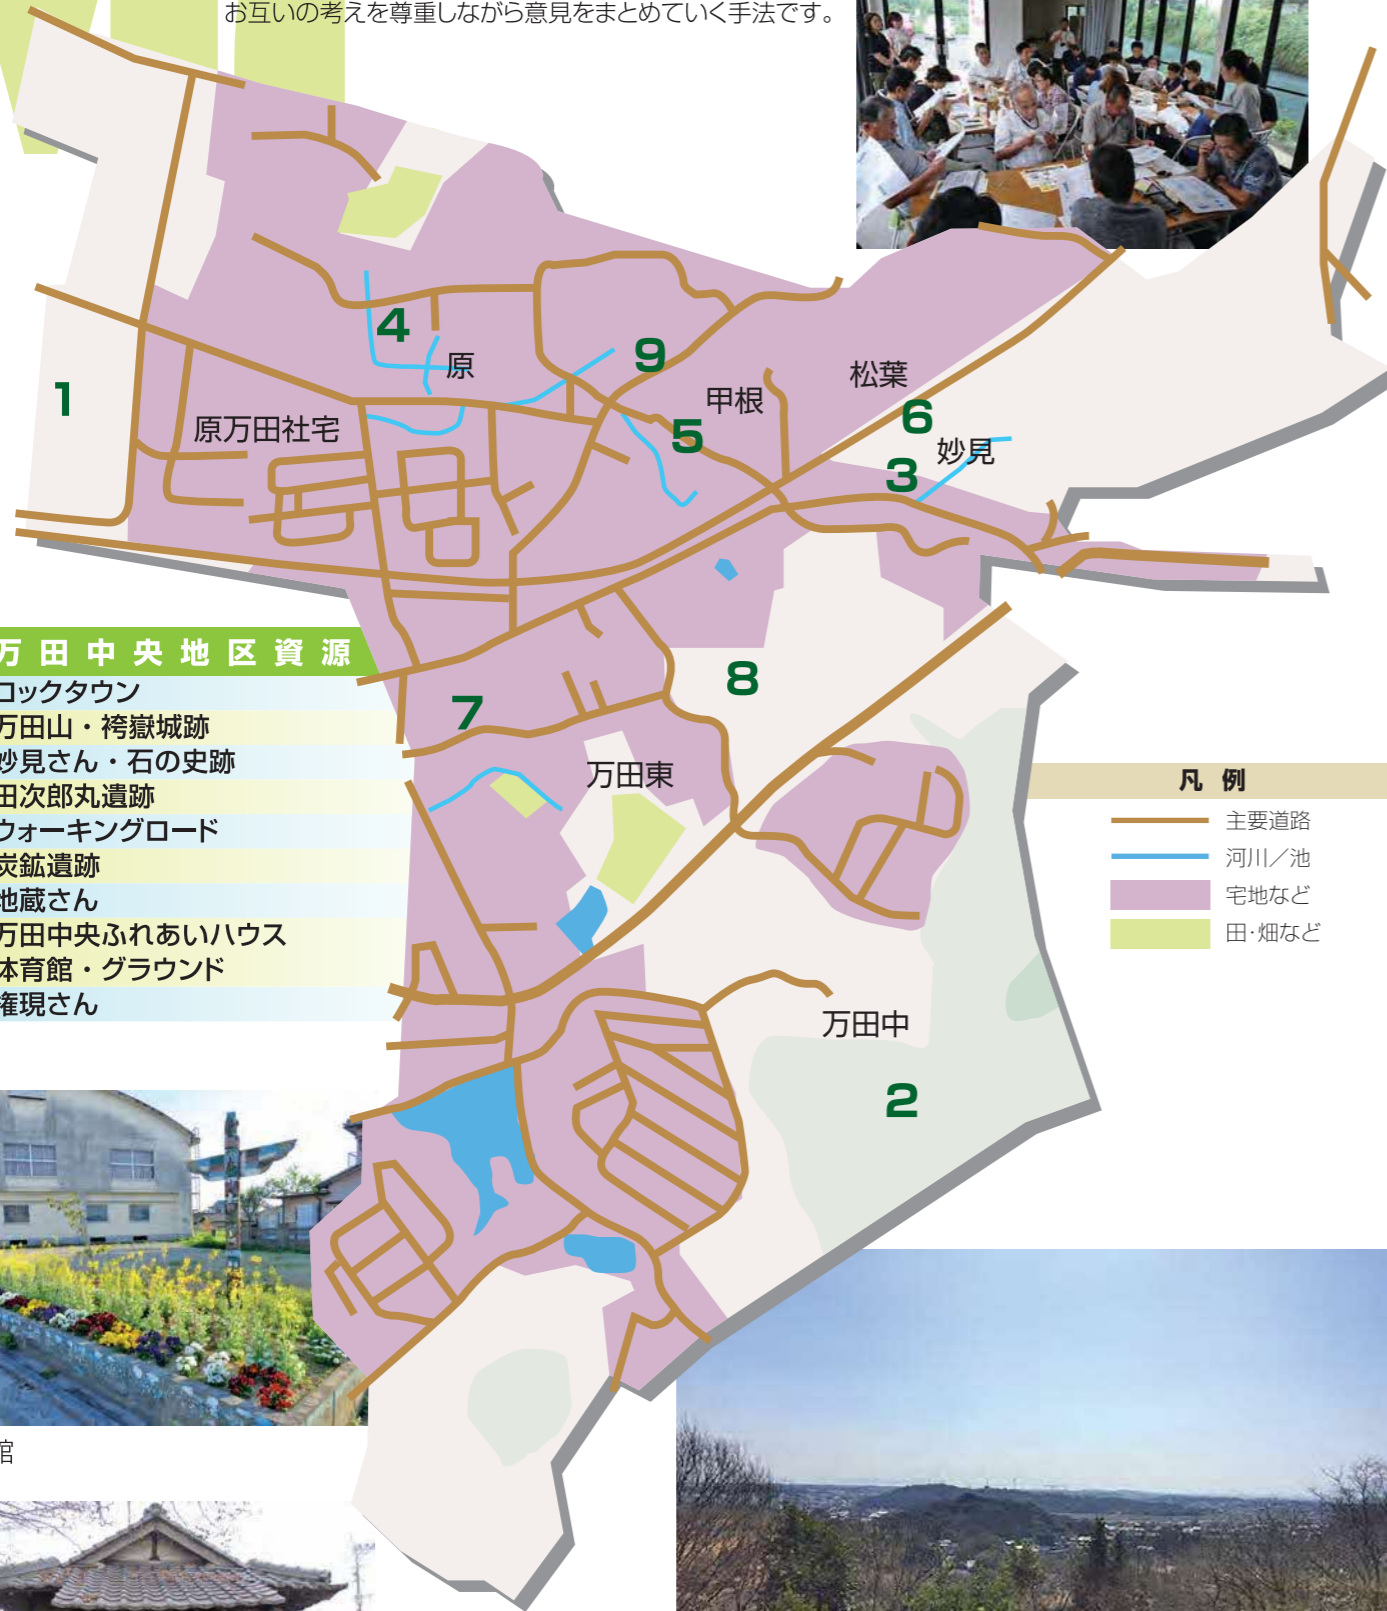 お互いの考えを尊重しながら意見をまとめていく手法です。
4
9
原
1
甲根
松葉
6
原万田社宅
5
妙見
3
万田中央地区資源
ロックタウン
万田山・袴嶽城跡
妙見さん・石の史跡
田次郎丸遺跡
ウォーキングロード
炭鉱遺跡
地蔵さん
万田中央ふれあいハウス
体育館・グラウンド
権現さん
8
7
万田東
凡例
主要道路
河川／池
宅地など
田・畑など
万田中
2
館